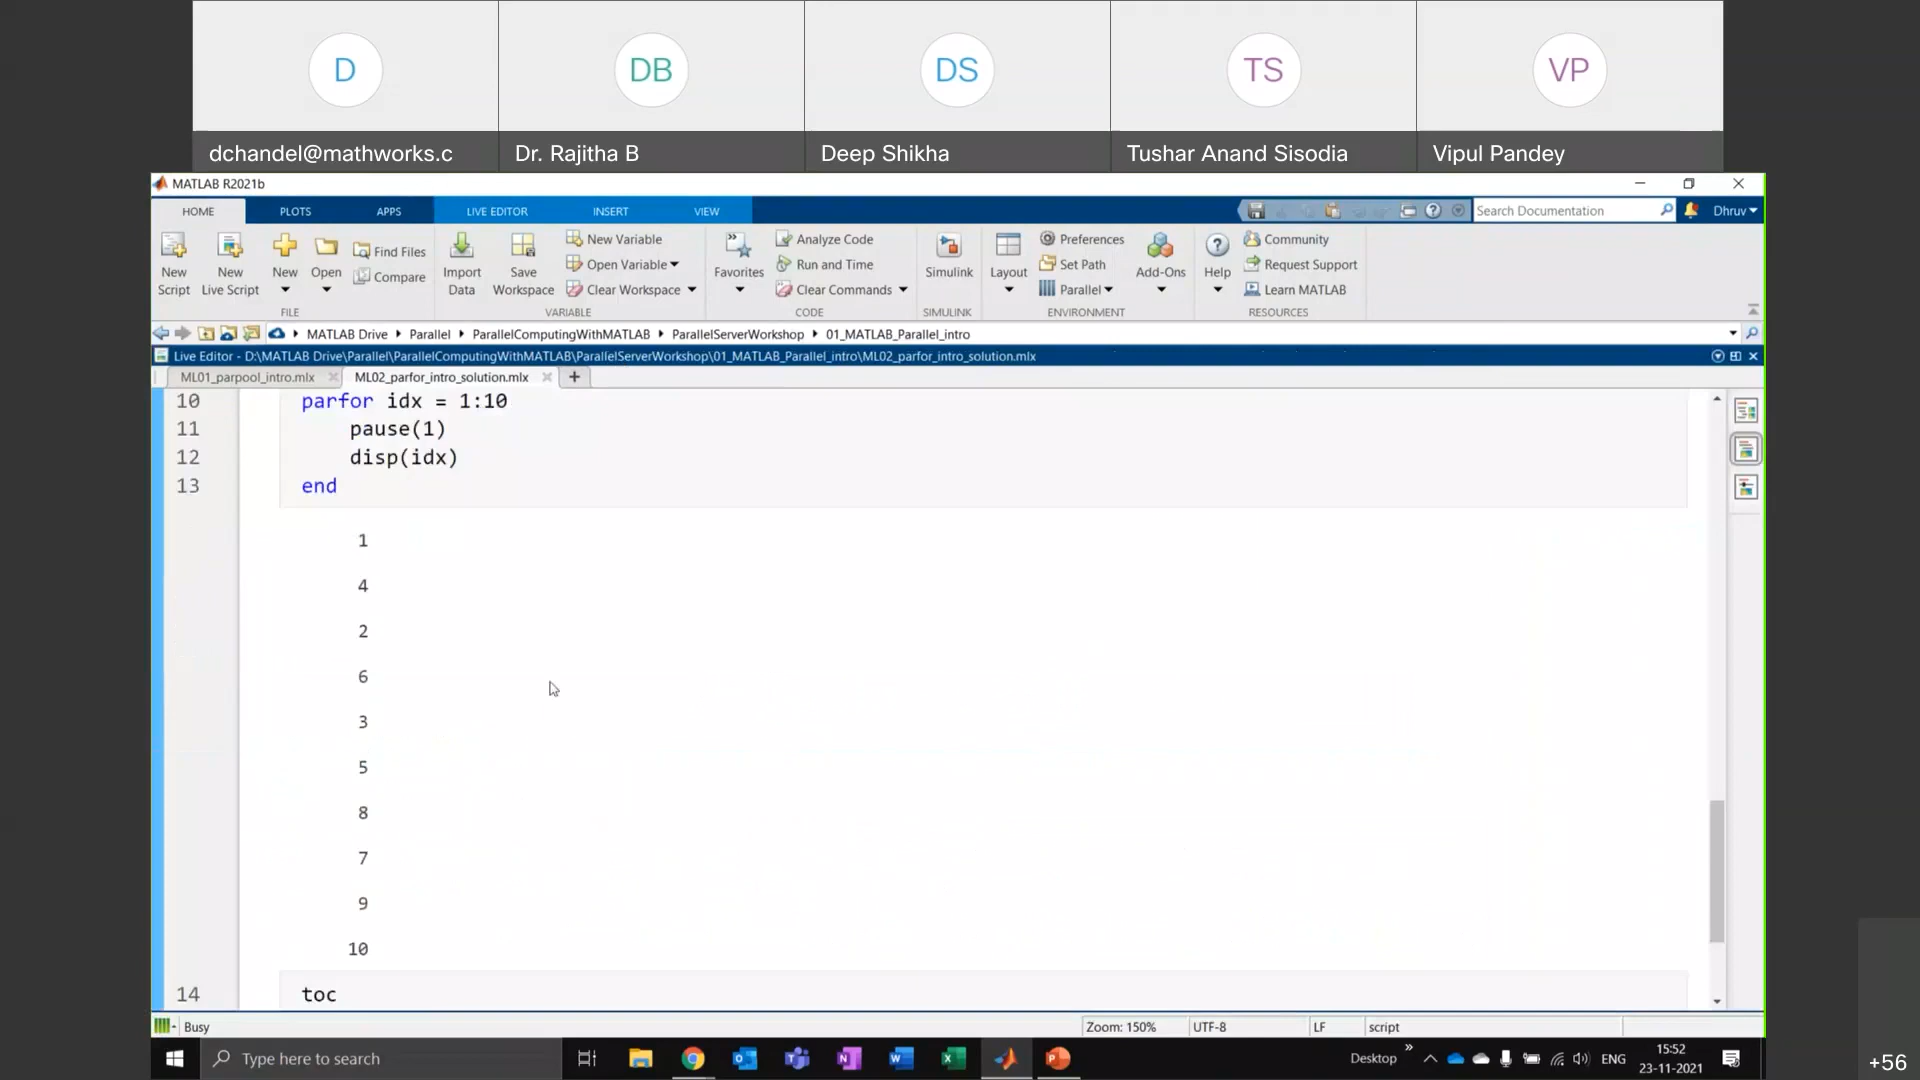 D
DB
DS
TS
VP
dchandel@mathworks.c
Dr. Rajitha B
Deep Shikha
Tushar Anand Sisodia
Vipul Pandey
MATLAB R2021b
HOME
PLOTS
APPS
LIVE EDITOR
INSERT
VIEW
Search Documentation
Dhruv
New Script
New Live Script
New
Open
Find Files
Compare
FILE
Import Data
Save Workspace
New Variable
Open Variable
Clear Workspace
VARIABLE
Favorites
Analyze Code
Run and Time
Clear Commands
CODE
Simulink
SIMULINK
Layout
Preferences
Set Path
Parallel
Add-Ons
ENVIRONMENT
Help
Community
Request Support
Learn MATLAB
RESOURCES
MATLAB Drive Parallel ParallelComputingWithMATLAB ParallelServerWorkshop 01_MATLAB_Parallel_intro
Live Editor - D:\MATLAB Drive\Parallel\ParallelComputingWithMATLAB\ParallelServerWorkshop\01_MATLAB_Parallel_intro\ML02_parfor_intro_solution.mlx
ML01_parpool_intro.mlx
ML02_parfor_intro_solution.mlx
10 parfor idx = 1:10
11 pause(1)
12 disp(idx)
13 end
1
4
2
6
3
5
8
7
9
10
14 toc
Busy
Zoom: 150%
UTF-8
LF
script
Type here to search
Desktop
ENG
15:52
23-11-2021
+56